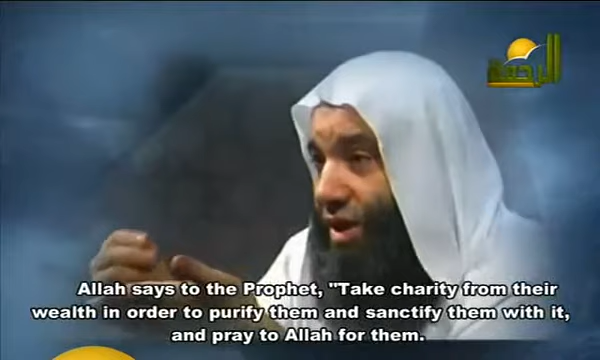 الرحمة
Allah says to the Prophet, "Take charity from their
wealth in order to purify them and sanctify them with it,
and pray to Allah for them.